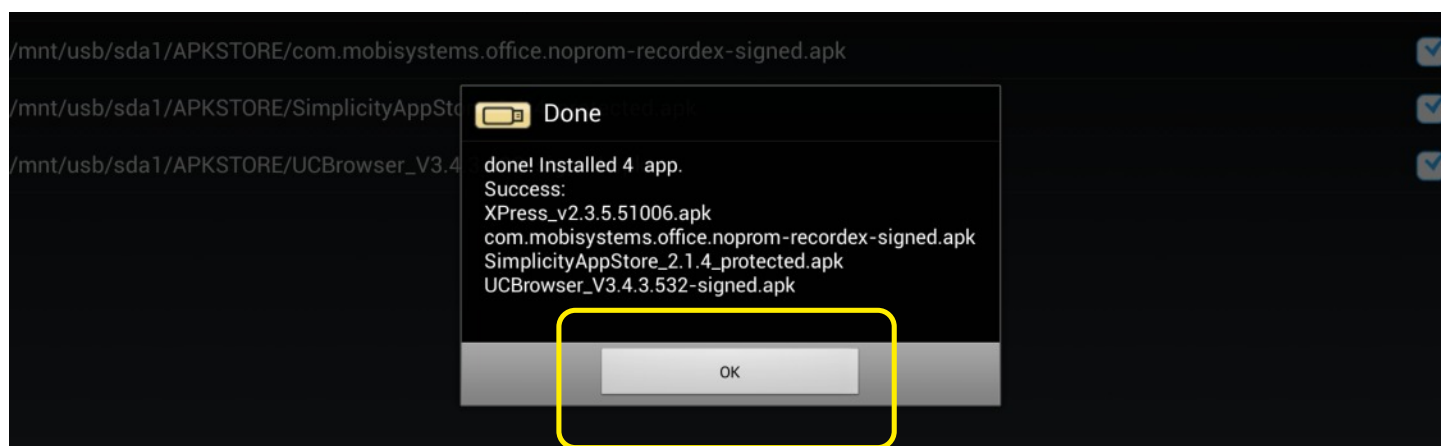 /mnt/usb/sda1/APKSTORE/com.mobisystems.office.noprom-recordex-signed.apk
/mnt/usb/sda1/APKSTORE/SimplicityAppSto ected.apk
/mnt/usb/sda1/APKSTORE/UCBrowser_V3.4
Done
done! Installed 4 app.
Success:
XPress_v2.3.5.51006.apk
com.mobisystems.office.noprom-recordex-signed.apk
SimplicityAppStore_2.1.4_protected.apk
UCBrowser_V3.4.3.532-signed.apk
OK